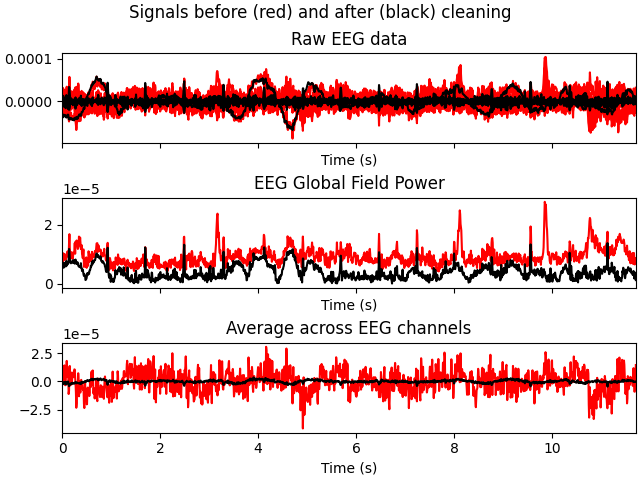 Signals before (red) and after (black) cleaning
Raw EEG data
0.0001
0.0000
Time (s)
EEG Global Field Power
1e−5
2
0
Time (s)
Average across EEG channels
1e−5
2.5
0.0
−2.5
0 2 4 6 8 10
Time (s)